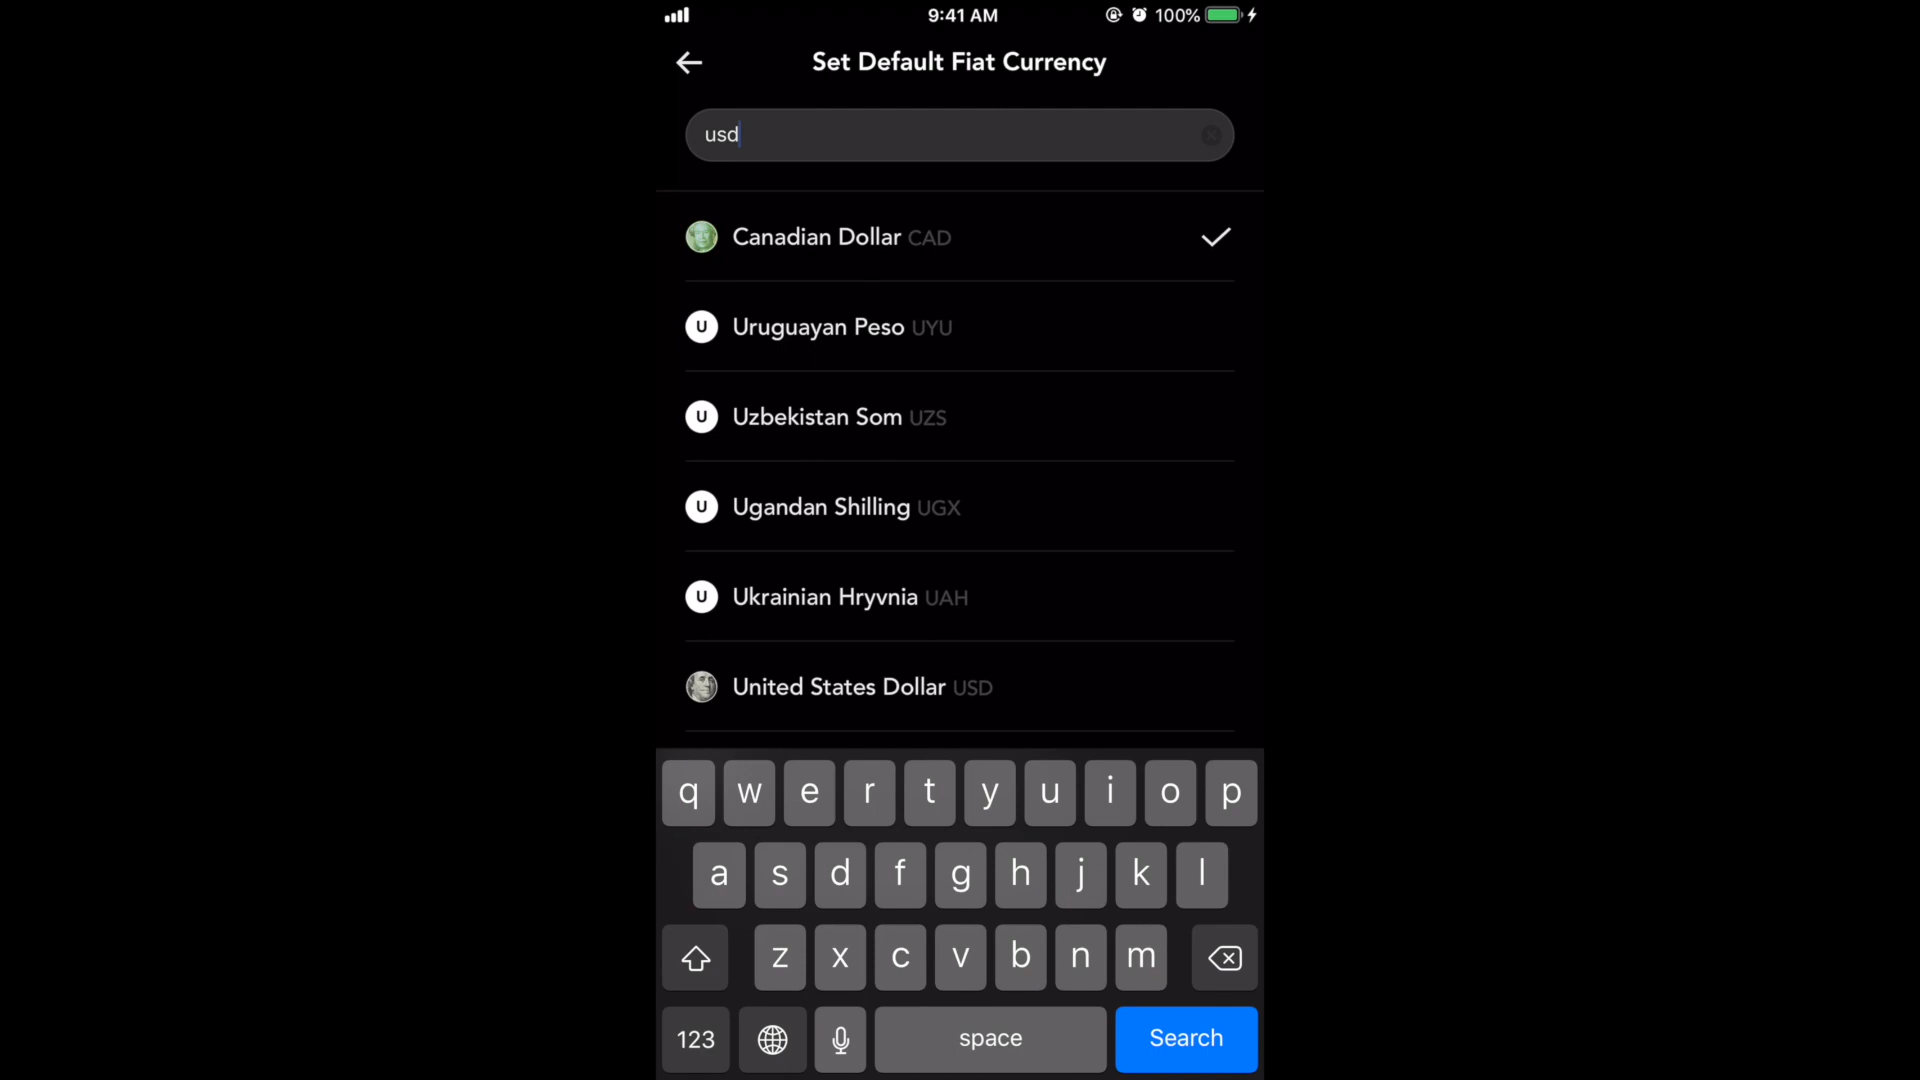 9:41 AM 100%
Set Default Fiat Currency
usd
Canadian Dollar CAD
U Uruguayan Peso UYU
U Uzbekistan Som UZS
U Ugandan Shilling UGX
U Ukrainian Hryvnia UAH
United States Dollar USD
q w e r t y u i o p
a s d f g h j k l
z x c v b n m
123 space Search